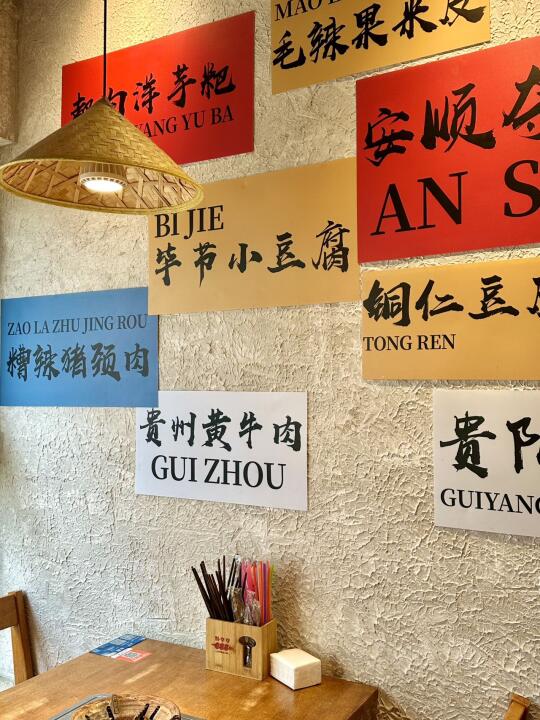 毛辣果米皮
洋芋粑
YANG YU BA
安顺
AN S
BI JIE
毕节小豆腐
铜仁豆
TONG REN
ZAO LA ZHU JING ROU
糟辣猪颈肉
贵州黄牛肉
GUI ZHOU
贵阳
GUIYANG